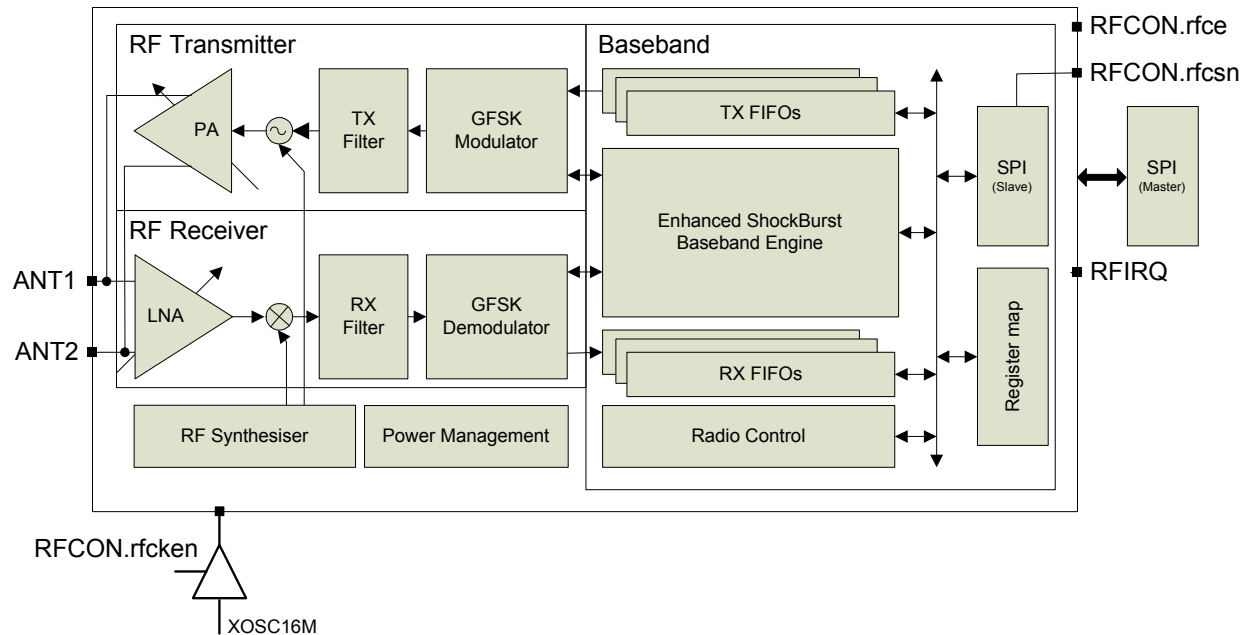 RF Transmitter
Baseband
RFCON.rfce
RFCON.rfcsn
PA
TX
Filter
GFSK
Modulator
TX FIFOs
SPI
(Slave)
SPI
(Master)
Enhanced ShockBurst
Baseband Engine
RF Receiver
ANT1
ANT2
LNA
RX
Filter
GFSK
Demodulator
RFIRQ
RX FIFOs
Register map
RF Synthesiser
Power Management
Radio Control
RFCON.rfcken
XOSC16M